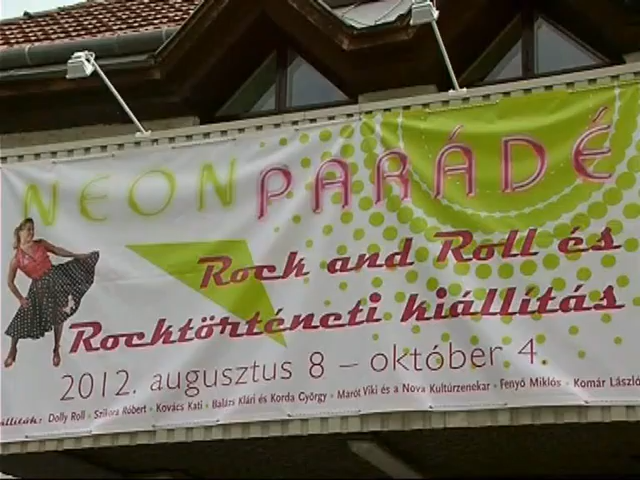 NEONPARÁDÉ
Rock and Roll és
Rocktörténeti kiállítás
2012. augusztus 8 – október 4.
állítók: Dolly Roll • Szikora Róbert • Kovács Kati • Balázs Klári és Korda György • Marót Viki és a Nova Kultúrzenekar • Fenyő Miklós • Komár László